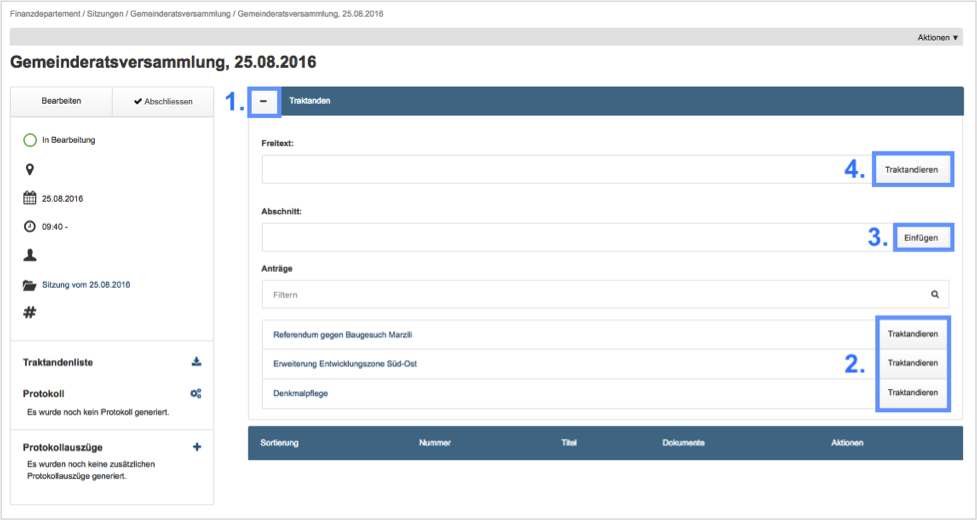 Finanzdepartement / Sitzungen / Gemeinderatsversammlung / Gemeinderatsversammlung, 25.08.2016
Aktionen ▼
Gemeinderatsversammlung, 25.08.2016
Bearbeiten
Abschliessen
In Bearbeitung
25.08.2016
09:40 -
Sitzung vom 25.08.2016
#
Traktandenliste
Protokoll
Es wurde noch kein Protokoll generiert.
Protokollauszüge
Es wurden noch keine zusätzlichen
Protokollauszüge generiert.
1.
Traktanden
Freitext:
4.
Traktandieren
Abschnitt:
3.
Einfügen
Anträge
Filtern
Referendum gegen Baugesuch Marzili
Traktandieren
Erweiterung Entwicklungszone Süd-Ost
2.
Traktandieren
Denkmalpflege
Traktandieren
Sortierung Nummer Titel Dokumente Aktionen